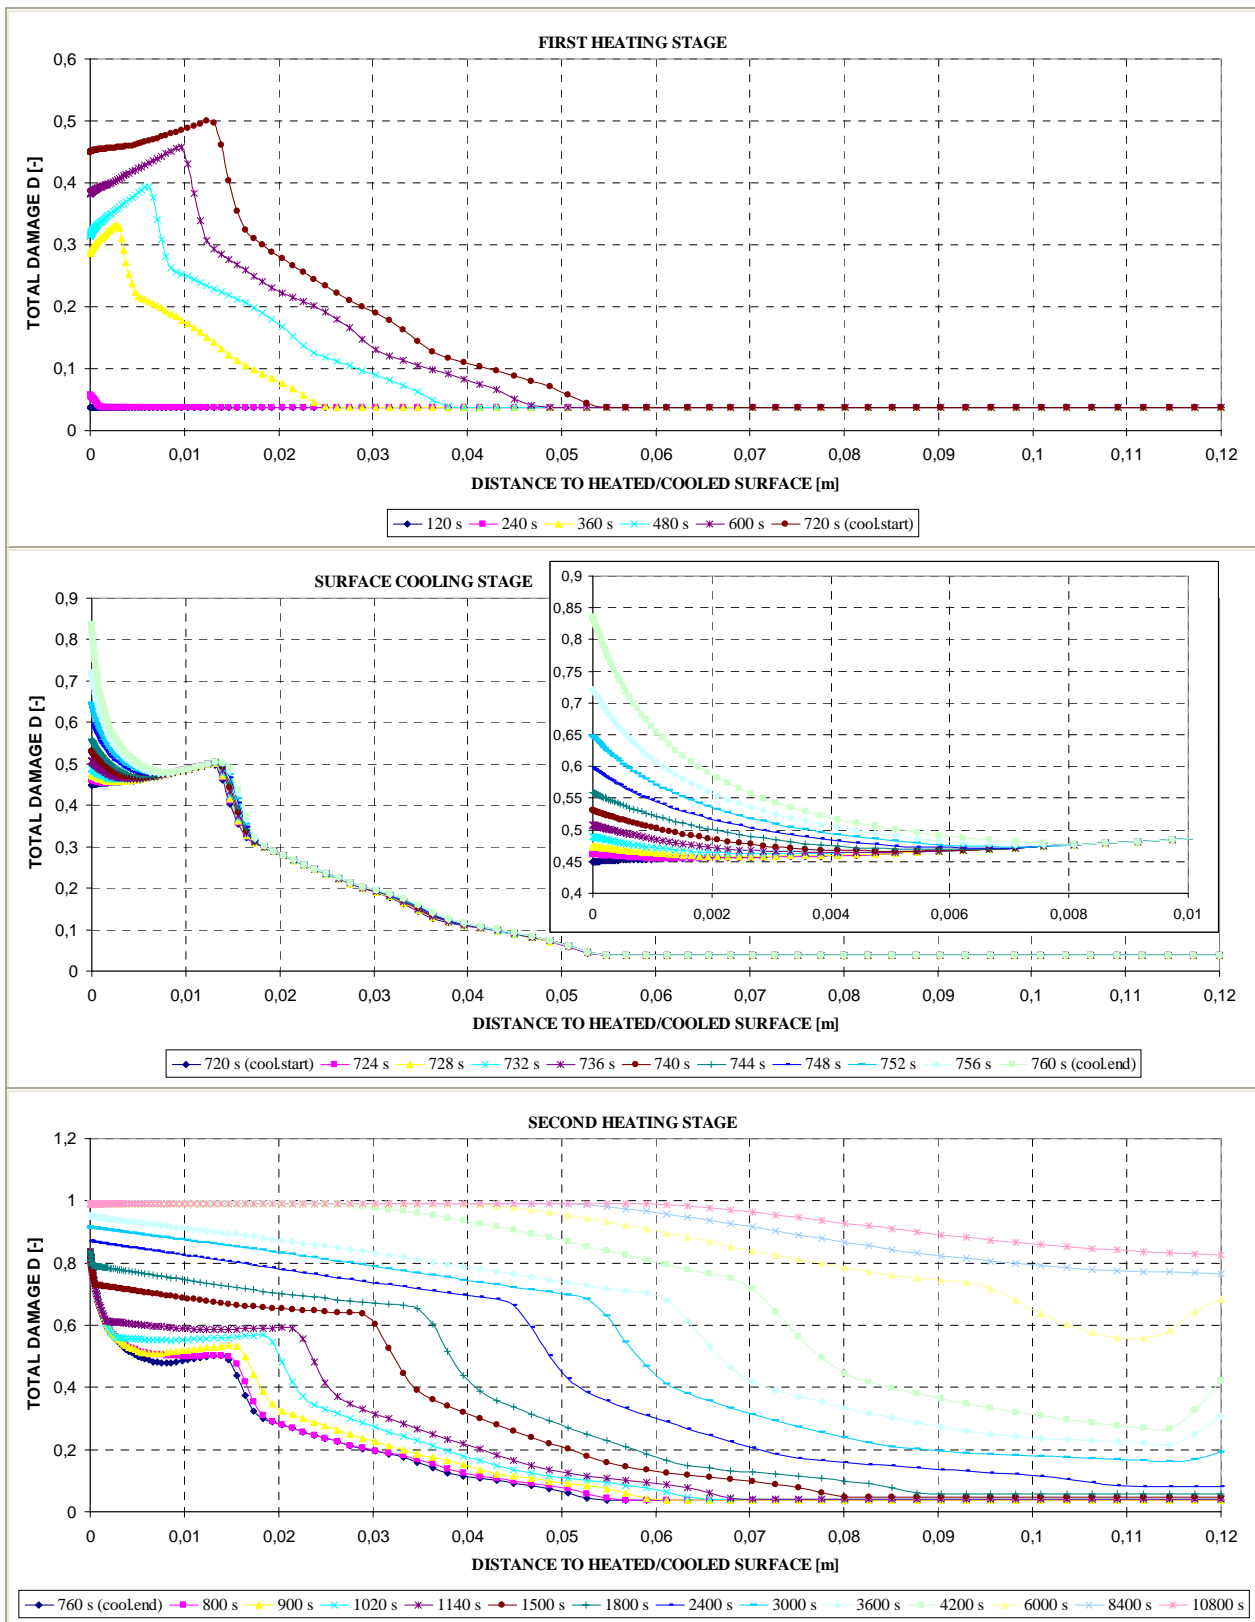 FIRST HEATING STAGE
0,6
0,5
0,4
0,3
0,2
0,1
0
TOTAL DAMAGE D [-]
0 0,01 0,02 0,03 0,04 0,05 0,06 0,07 0,08 0,09 0,1 0,11 0,12
DISTANCE TO HEATED/COOLED SURFACE [m]
120 s 240 s 360 s 480 s 600 s 720 s (cool.start)
SURFACE COOLING STAGE
0,9
0,8
0,7
0,6
0,5
0,4
0,3
0,2
0,1
0
TOTAL DAMAGE D [-]
0,9
0,85
0,8
0,75
0,7
0,65
0,6
0,55
0,5
0,45
0,4
0 0,002 0,004 0,006 0,008 0,01
0 0,01 0,02 0,03 0,04 0,05 0,06 0,07 0,08 0,09 0,1 0,11 0,12
DISTANCE TO HEATED/COOLED SURFACE [m]
720 s (cool.start) 724 s 728 s 732 s 736 s 740 s 744 s 748 s 752 s 756 s 760 s (cool.end)
SECOND HEATING STAGE
1,2
1
0,8
0,6
0,4
0,2
0
TOTAL DAMAGE D [-]
0 0,01 0,02 0,03 0,04 0,05 0,06 0,07 0,08 0,09 0,1 0,11 0,12
DISTANCE TO HEATED/COOLED SURFACE [m]
760 s (cool.end) 800 s 900 s 1020 s 1140 s 1500 s 1800 s 2400 s 3000 s 3600 s 4200 s 6000 s 8400 s 10800 s